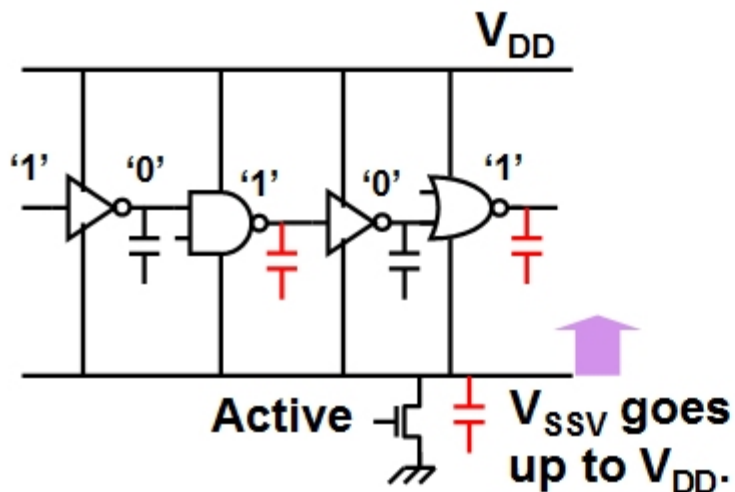 VDD
‘1’ ‘0’ ‘1’ ‘0’ ‘1’
Active
VSSV goes
up to VDD.